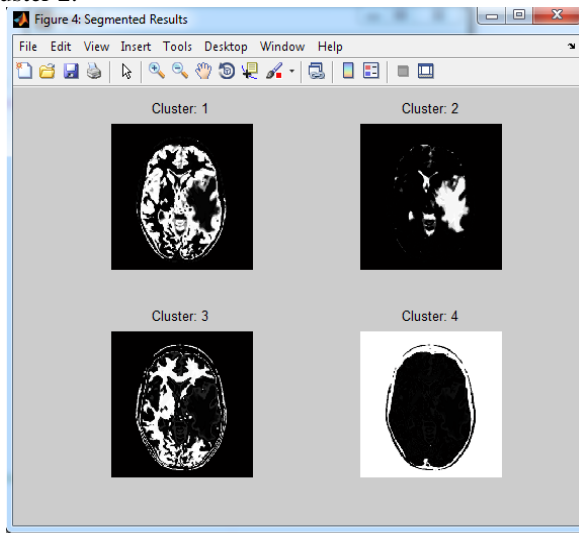 Figure 4: Segmented Results
File Edit View Insert Tools Desktop Window Help
Cluster: 1
Cluster: 2
Cluster: 3
Cluster: 4